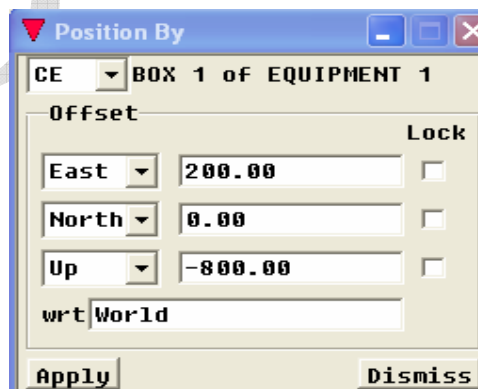 Position By
CE BOX 1 of EQUIPMENT 1
Offset
Lock
East 200.00
North 0.00
Up -800.00
wrt World
Apply Dismiss